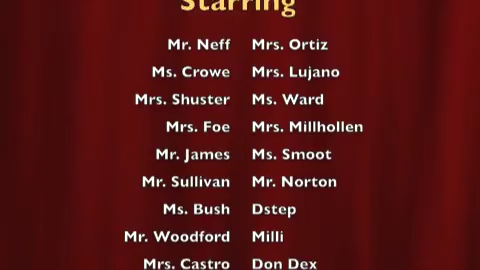 Starring
Mr. Neff Mrs. Ortiz
Ms. Crowe Mrs. Lujano
Mrs. Shuster Ms. Ward
Mrs. Foe Mrs. Millhollen
Mr. James Ms. Smoot
Mr. Sullivan Mr. Norton
Ms. Bush Dstep
Mr. Woodford Milli
Mrs. Castro Don Dex